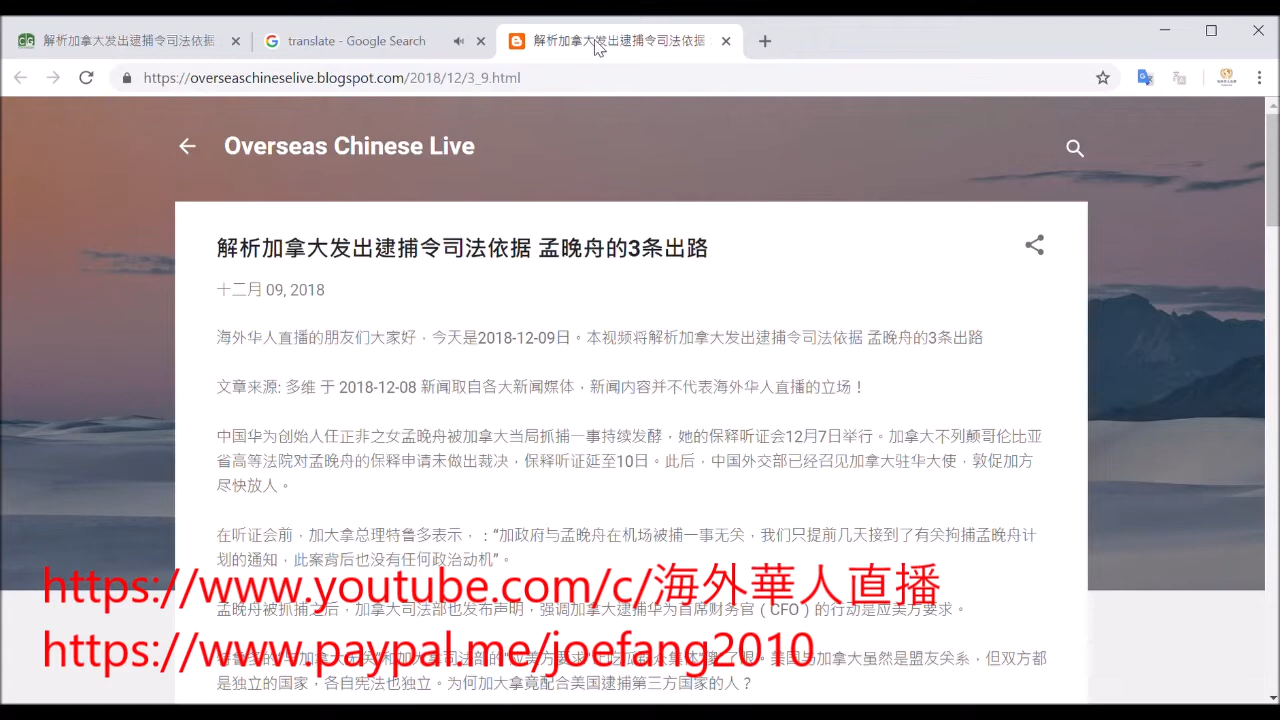 解析加拿大发出逮捕令司法依据
translate - Google Search
解析加拿大发出逮捕令司法依据
https://overseaschineselive.blogspot.com/2018/12/3_9.html
Overseas Chinese Live
解析加拿大发出逮捕令司法依据 孟晚舟的3条出路
十二月 09, 2018
海外华人直播的朋友们大家好，今天是2018-12-09日。本视频将解析加拿大发出逮捕令司法依据 孟晚舟的3条出路
文章来源: 多维 于 2018-12-08 新闻取自各大新闻媒体，新闻内容并不代表海外华人直播的立场！
中国华为创始人任正非之女孟晚舟被加拿大当局抓捕一事持续发酵，她的保释听证会12月7日举行。加拿大不列颠哥伦比亚
省高等法院对孟晚舟的保释申请未做出裁决，保释听证延至10日。此后，中国外交部已经召见加拿大驻华大使，敦促加方
尽快放人。
在听证会前，加拿大总理特鲁多表示，：“加政府与孟晚舟在机场被捕一事无关，我们只提前几天接到了有关拘捕孟晚舟计
划的通知，此案背后也没有任何政治动机”。
https://www.youtube.com/c/海外華人直播
孟晚舟被抓捕之后，加拿大司法部也发布声明，强调加拿大逮捕华为首席财务官（CFO）的行动是应美方要求。
https://www.paypal.me/joefang2010
美国与加拿大虽然是盟友关系，但双方都
是独立的国家，各自宪法也独立。为何加拿竟配合美国逮捕第三方国家的人？